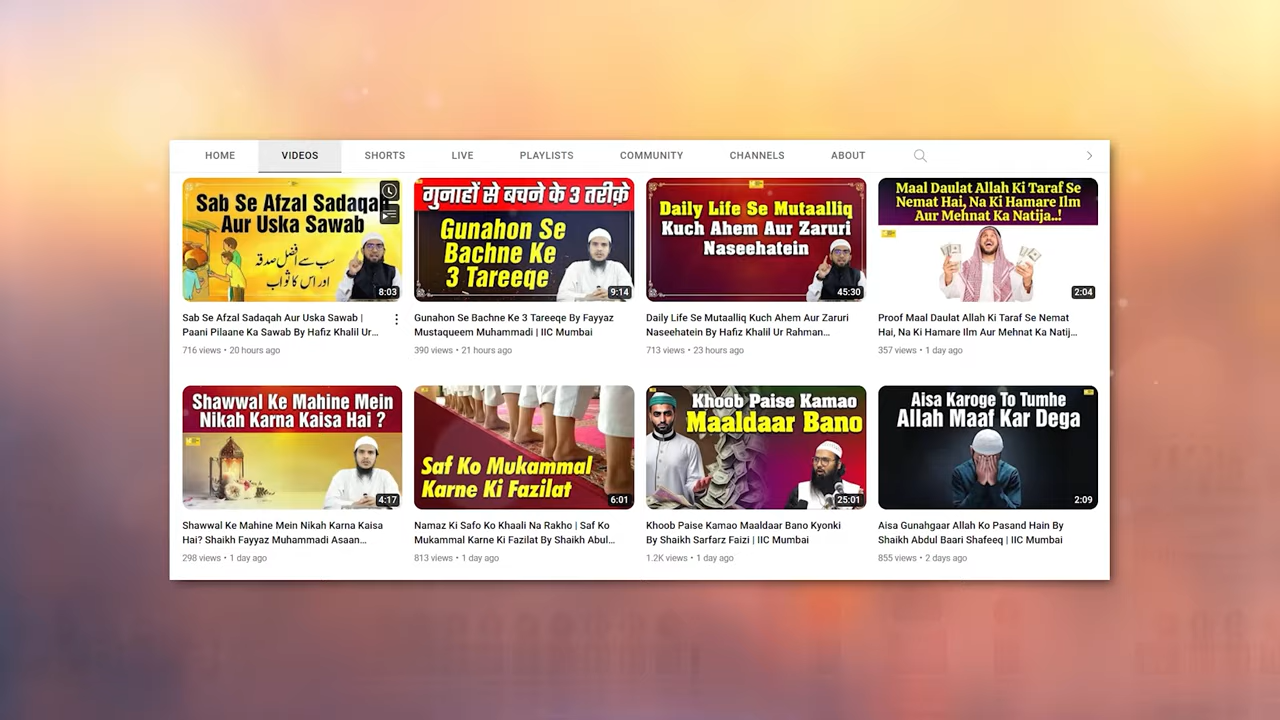 HOME VIDEOS SHORTS LIVE PLAYLISTS COMMUNITY CHANNELS ABOUT
Sab Se Afzal Sadaqah
Aur Uska Sawab
سب سے افضل صدقہ
اور اس کا ثواب
8:03
Sab Se Afzal Sadaqah Aur Uska Sawab |
Paani Pilaane Ka Sawab By Hafiz Khalil Ur...
716 views • 20 hours ago
गुनाहों से बचने के 3 तरीक़े
Gunahon Se
Bachne Ke
3 Tareeqe
9:14
Gunahon Se Bachne Ke 3 Tareeqe By Fayyaz
Mustaqueem Muhammadi | IIC Mumbai
390 views • 21 hours ago
Daily Life Se Mutaalliq
Kuch Ahem Aur Zaruri
Naseehatein
45:30
Daily Life Se Mutaalliq Kuch Ahem Aur Zaruri
Naseehatein By Hafiz Khalil Ur Rahman...
713 views • 23 hours ago
Maal Daulat Allah Ki Taraf Se
Nemat Hai, Na Ki Hamare Ilm
Aur Mehnat Ka Natija..!
2:04
Proof Maal Daulat Allah Ki Taraf Se Nemat
Hai, Na Ki Hamare Ilm Aur Mehnat Ka Natij...
357 views • 1 day ago
Shawwal Ke Mahine Mein
Nikah Karna Kaisa Hai ?
4:17
Shawwal Ke Mahine Mein Nikah Karna Kaisa
Hai? Shaikh Fayyaz Muhammadi Asaan...
298 views • 1 day ago
Saf Ko Mukammal
Karne Ki Fazilat
6:01
Namaz Ki Safo Ko Khaali Na Rakho | Saf Ko
Mukammal Karne Ki Fazilat By Shaikh Abul...
813 views • 1 day ago
Khoob Paise Kamao
Maaldaar Bano
25:01
Khoob Paise Kamao Maaldaar Bano Kyonki
By Shaikh Sarfarz Faizi | IIC Mumbai
1.2K views • 1 day ago
Aisa Karoge To Tumhe
Allah Maaf Kar Dega
2:09
Aisa Gunahgaar Allah Ko Pasand Hain By
Shaikh Abdul Baari Shafeeq | IIC Mumbai
855 views • 2 days ago